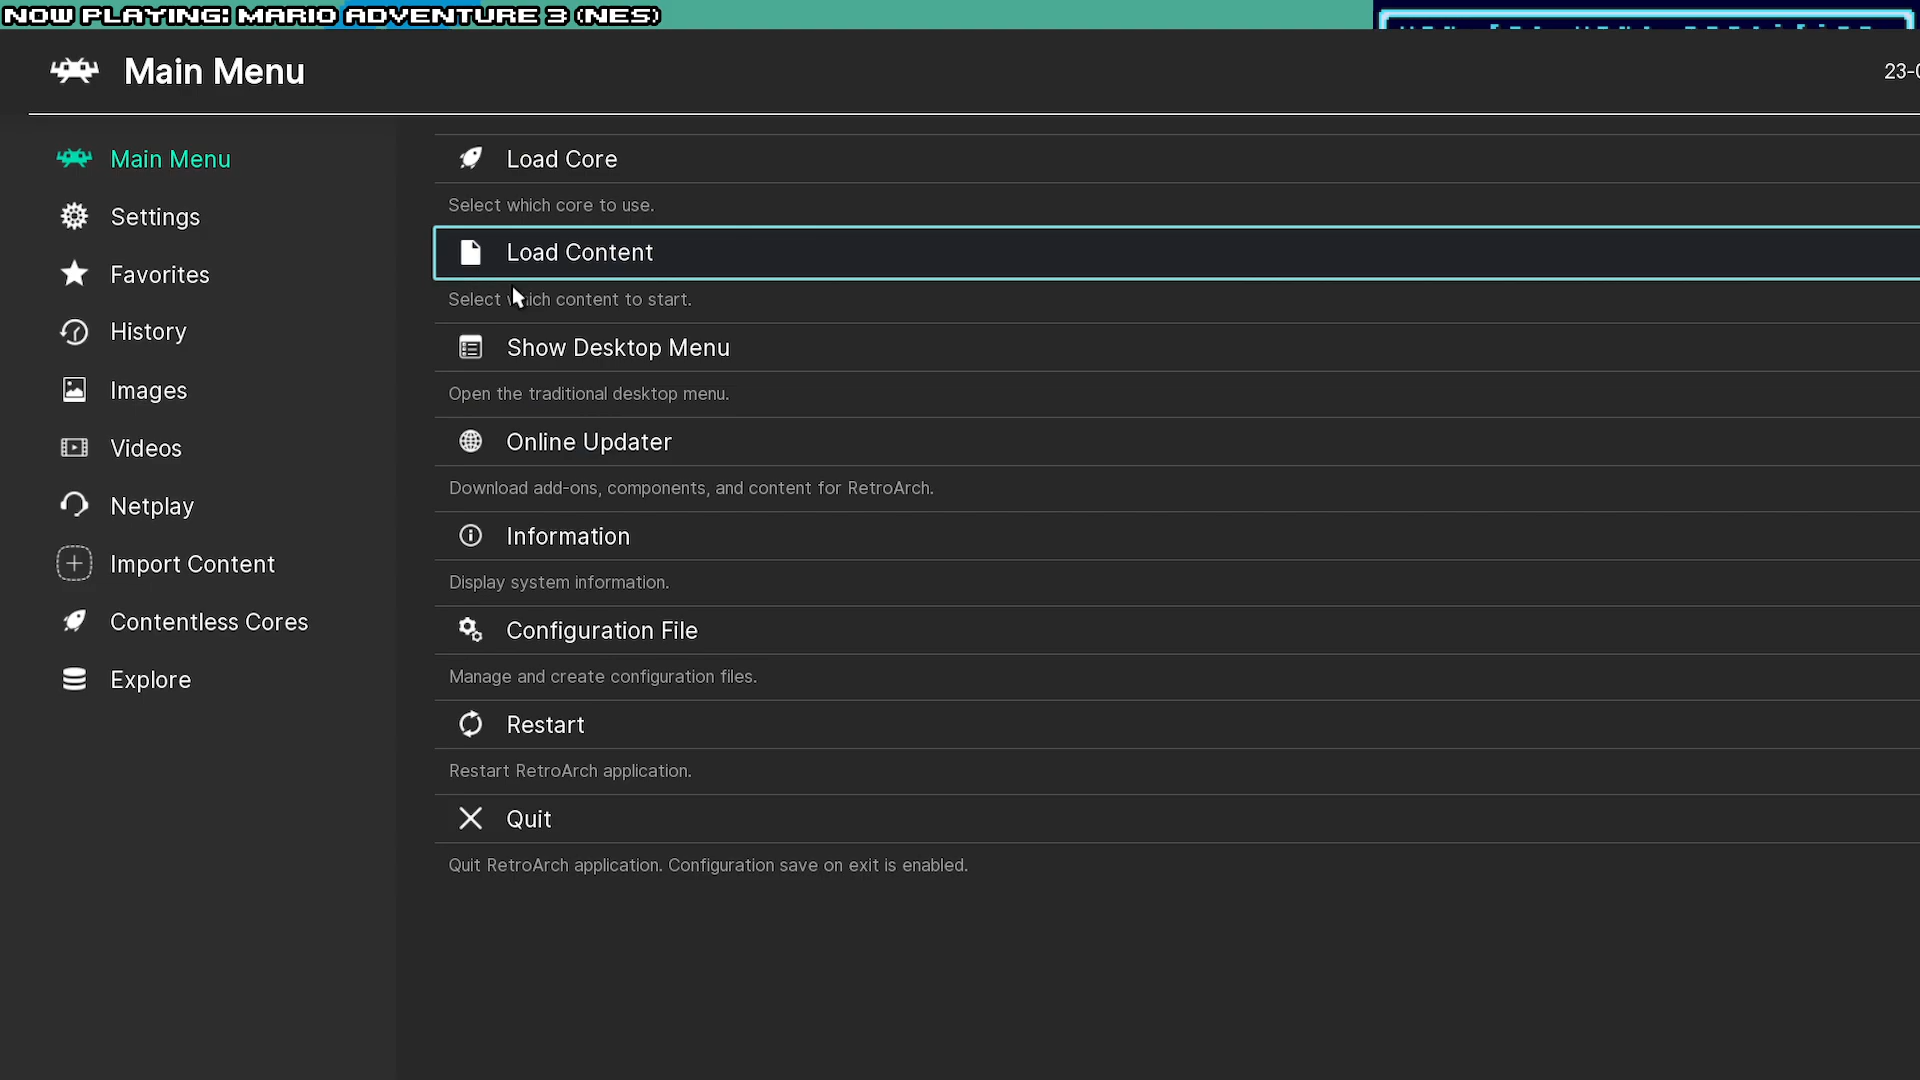 NOW PLAYING: MARIO ADVENTURE 3 (NES)
Main Menu
23-0
Main Menu
Settings
Favorites
History
Images
Videos
Netplay
Import Content
Contentless Cores
Explore
Load Core
Select which core to use.
Load Content
Select which content to start.
Show Desktop Menu
Open the traditional desktop menu.
Online Updater
Download add-ons, components, and content for RetroArch.
Information
Display system information.
Configuration File
Manage and create configuration files.
Restart
Restart RetroArch application.
Quit
Quit RetroArch application. Configuration save on exit is enabled.